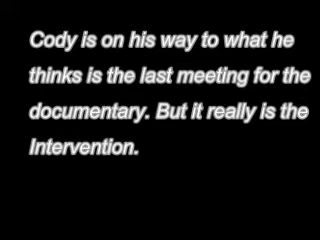 Cody is on his way to what he
thinks is the last meeting for the
documentary. But it really is the
Intervention.